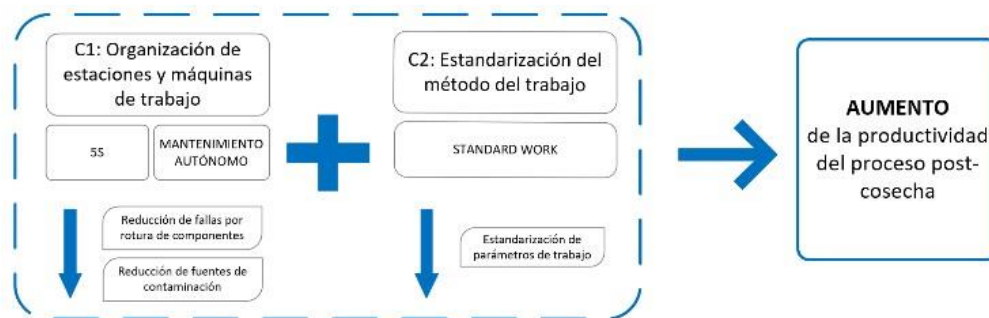 C1: Organización de
estaciones y máquinas
de trabajo
5S
MANTENIMIENTO
AUTÓNOMO
Reducción de fallas por
rotura de componentes
Reducción de fuentes de
contaminación
C2: Estandarización del
método del trabajo
STANDARD WORK
Estandarización de
parámetros de trabajo
AUMENTO
de la productividad
del proceso post-
cosecha